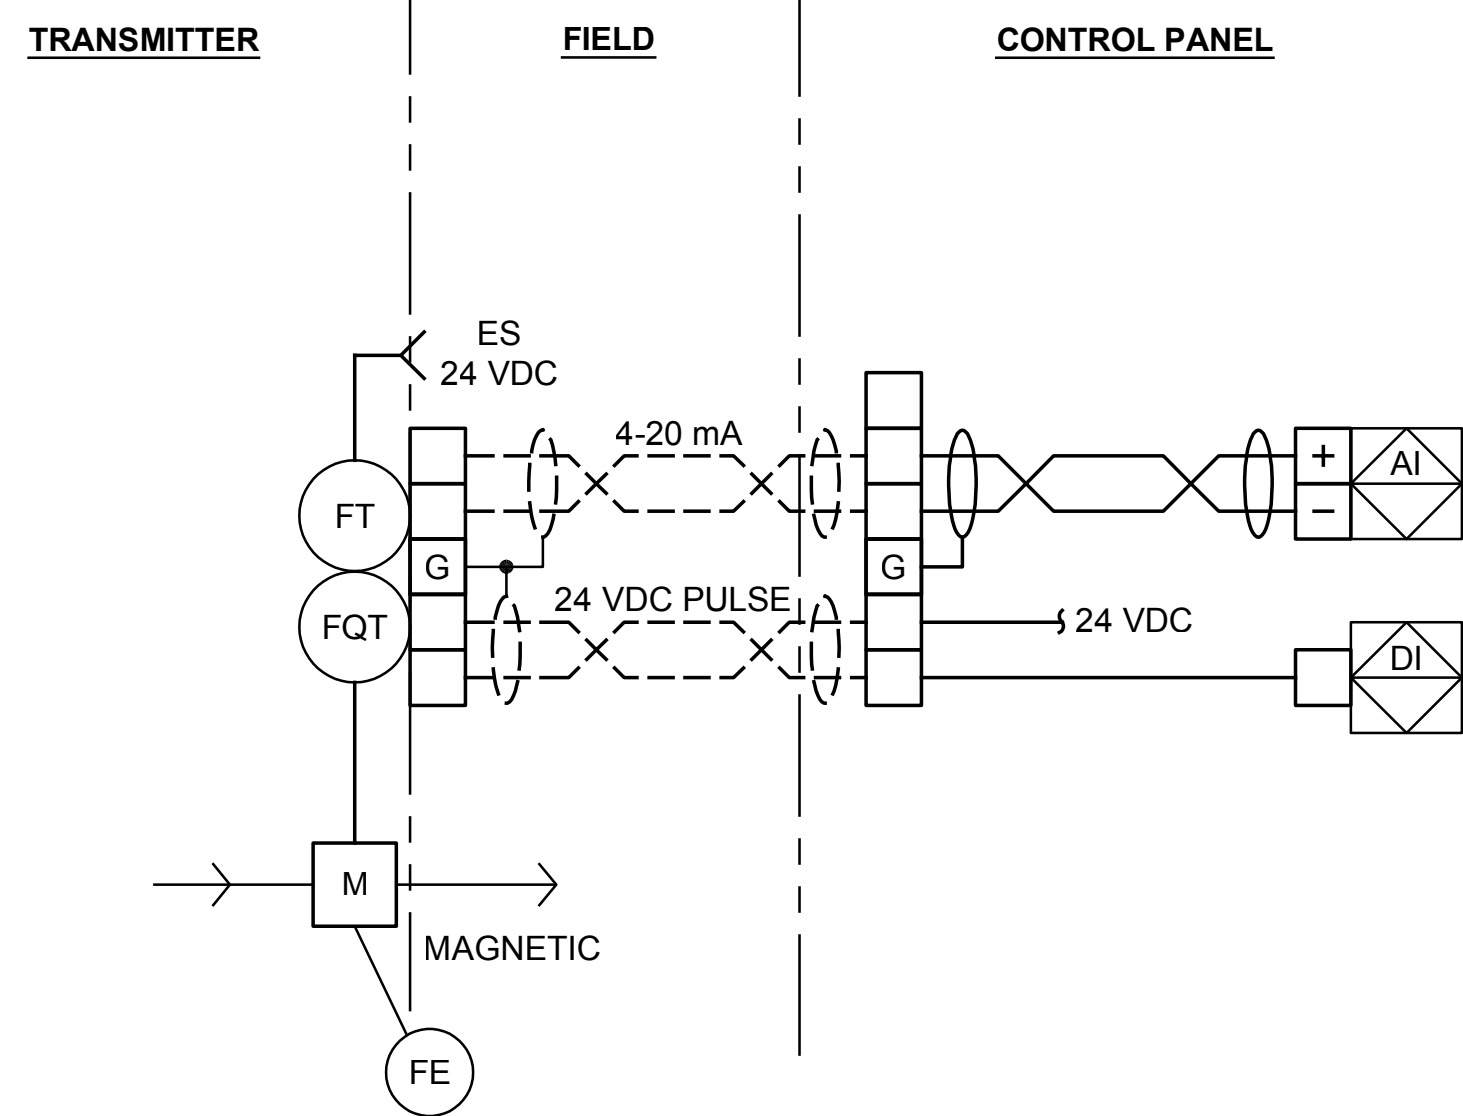 TRANSMITTER
FIELD
CONTROL PANEL
ES
24 VDC
4-20 mA
+
AI
FT
−
G
G
24 VDC PULSE
24 VDC
FQT
DI
M
MAGNETIC
FE